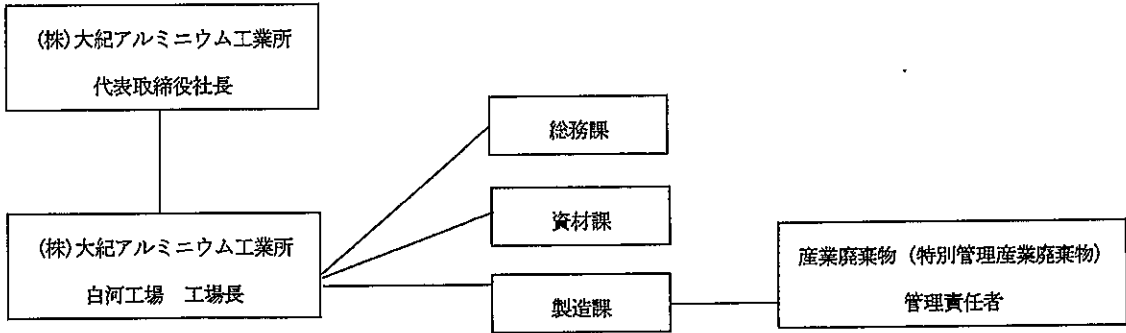 (株)大紀アルミニウム工業所
代表取締役社長
総務課
資材課
(株)大紀アルミニウム工業所
白河工場 工場長
製造課
産業廃棄物(特別管理産業廃棄物)
管理責任者